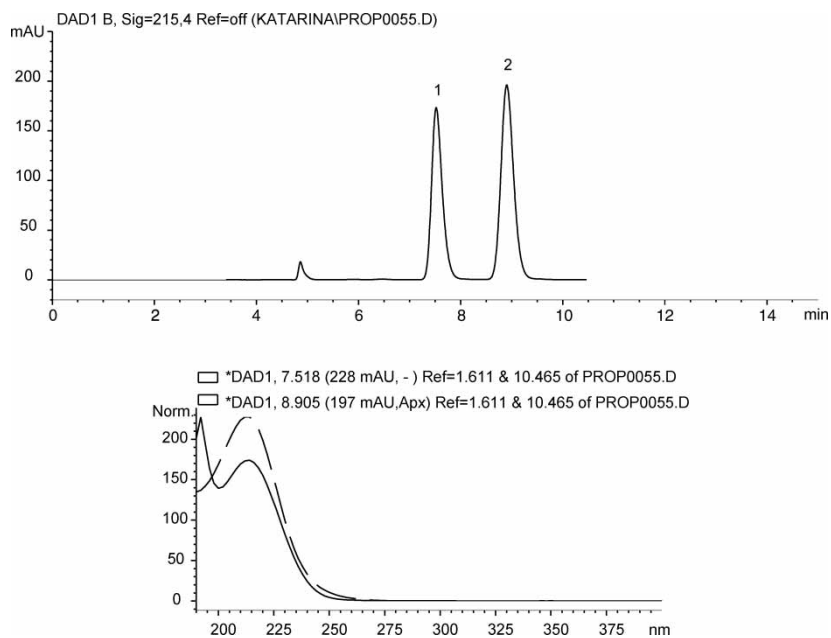 DAD1 B, Sig=215,4 Ref=off (KATARINA\PROP0055.D)
mAU
200
150
100
50
0
1
2
0 2 4 6 8 10 12 14 min
*DAD1, 7.518 (228 mAU, - ) Ref=1.611 & 10.465 of PROP0055.D
*DAD1, 8.905 (197 mAU,Apx) Ref=1.611 & 10.465 of PROP0055.D
Norm.
200
150
100
50
0
200 225 250 275 300 325 350 375 nm